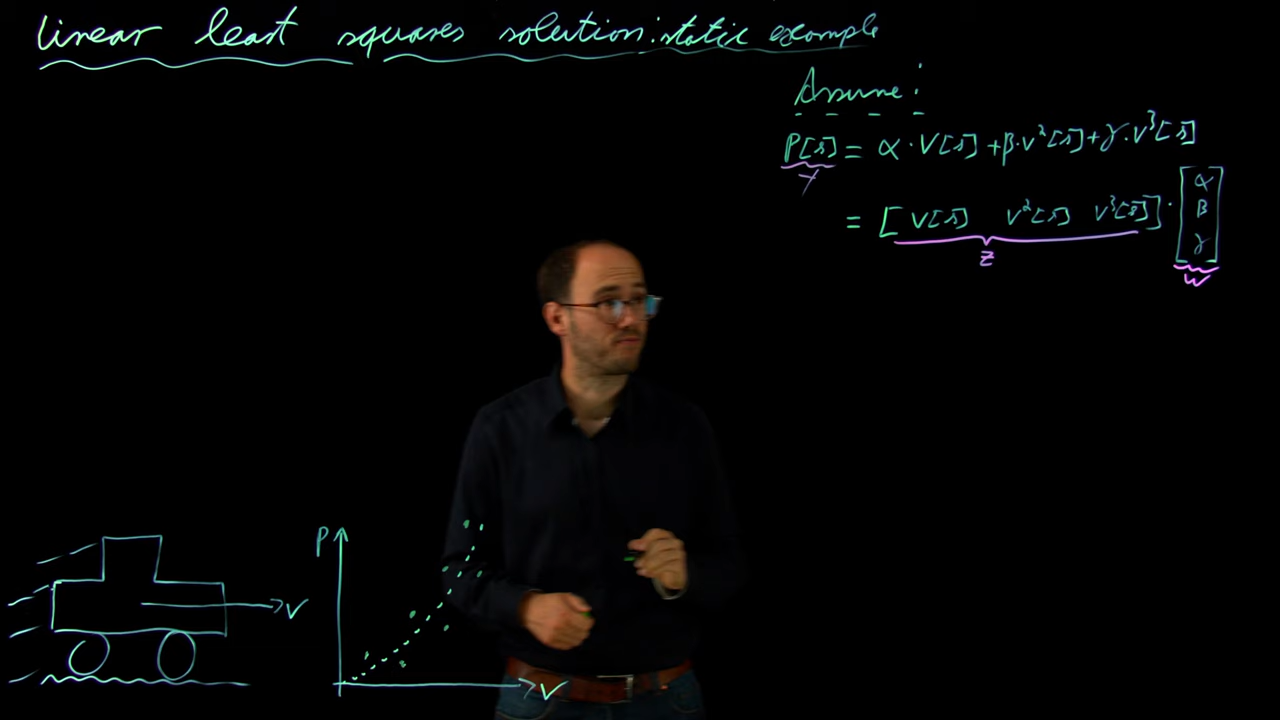 linear least squares solution: static example
Assume:
P[s] = α · V[s] + β · v²[s] + γ · v³[s]
Y
= [ V[s] v²[s] v³[s] ] · [ α β γ ]
z
w
P
V
V